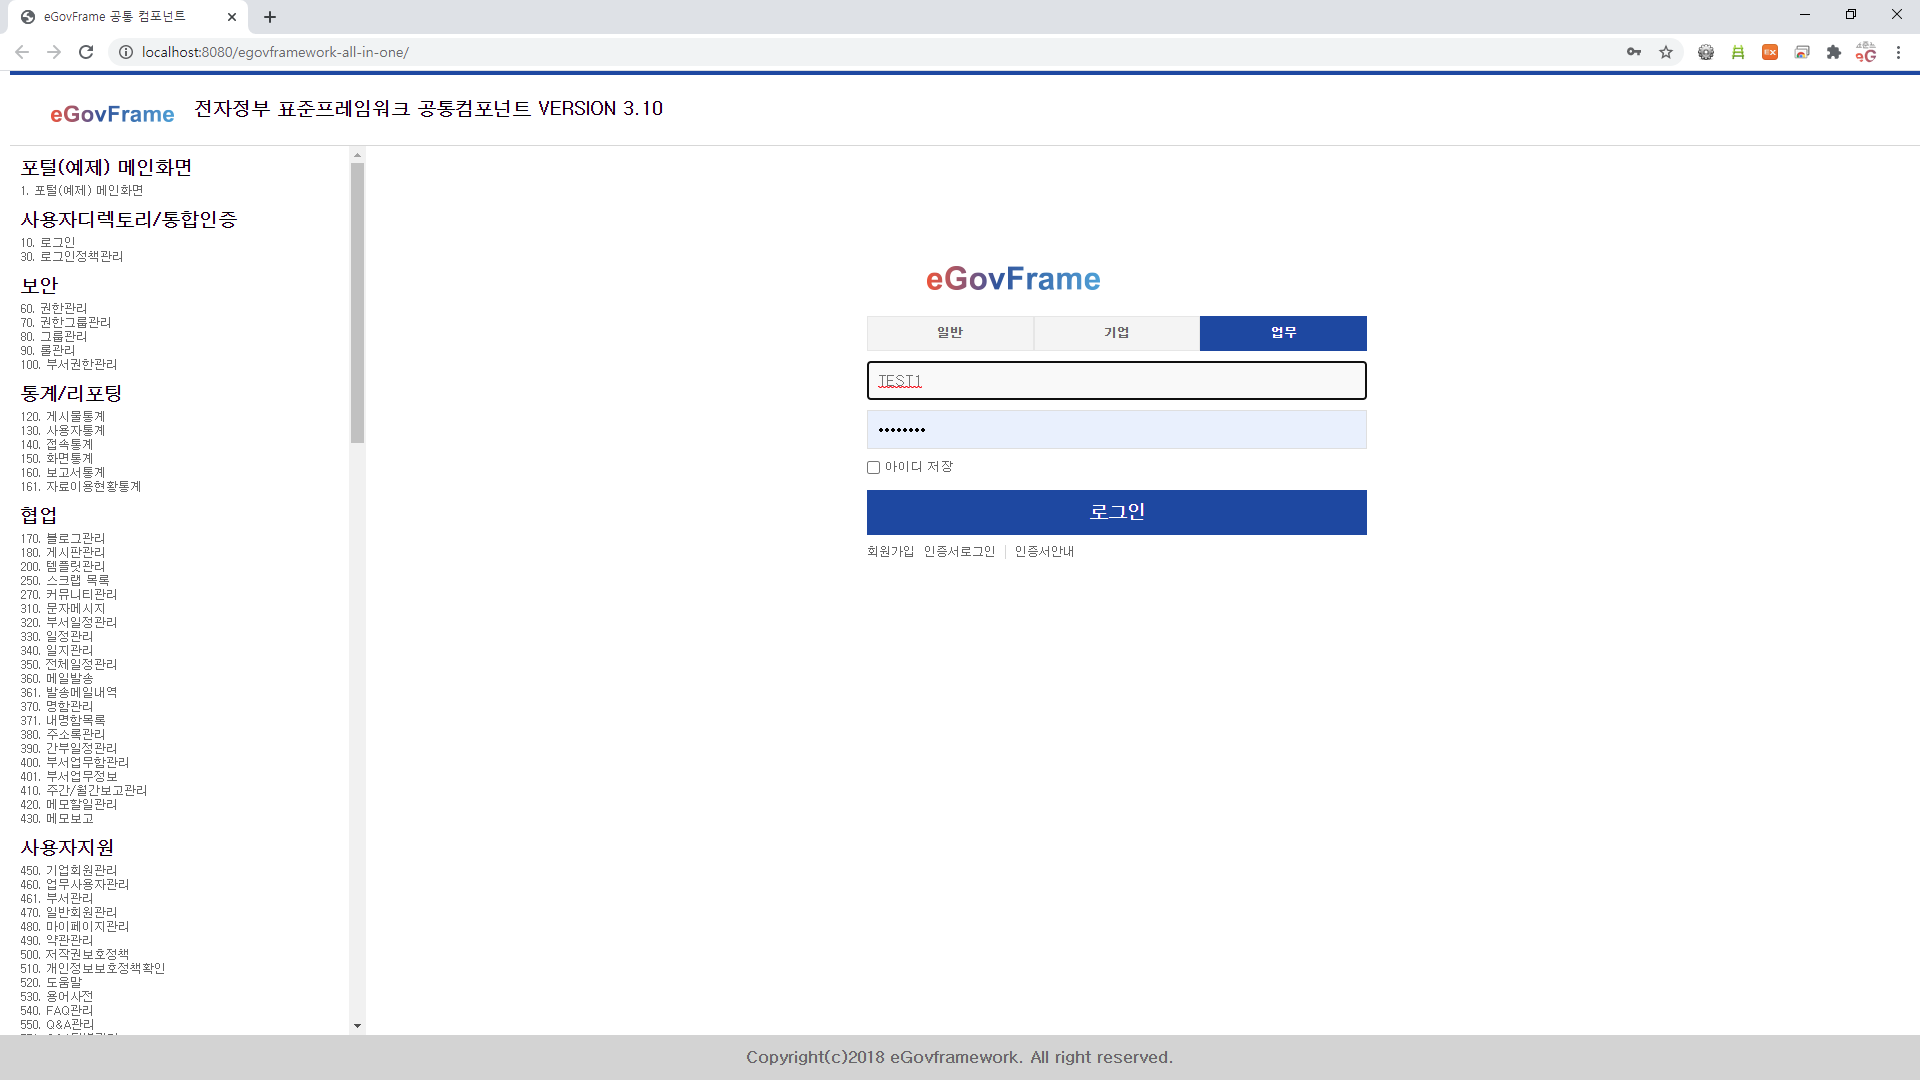 eGovFrame 공통 컴포넌트
localhost:8080/egovframework-all-in-one/
eGovFrame 전자정부 표준프레임워크 공통컴포넌트 VERSION 3.10
포털(예제) 메인화면
1. 포털(예제) 메인화면
사용자디렉토리/통합인증
10. 로그인
30. 로그인정책관리
보안
60. 권한관리
70. 권한그룹관리
80. 그룹관리
90. 롤관리
100. 부서권한관리
통계/리포팅
120. 게시물통계
130. 사용자통계
140. 접속통계
150. 화면통계
160. 보고서통계
161. 자료이용현황통계
협업
170. 블로그관리
180. 게시판관리
200. 템플릿관리
250. 스크랩 목록
270. 커뮤니티관리
310. 문자메시지
320. 부서일정관리
330. 일정관리
340. 일지관리
350. 전체일정관리
360. 메일발송
361. 발송메일내역
370. 명함관리
371. 내명함목록
380. 주소록관리
390. 간부일정관리
400. 부서업무함관리
401. 부서업무정보
410. 주간/월간보고관리
420. 메모할일관리
430. 메모보고
사용자지원
450. 기업회원관리
460. 업무사용자관리
461. 부서관리
470. 일반회원관리
480. 마이페이지관리
490. 약관관리
500. 저작권보호정책
510. 개인정보보호정책확인
520. 도움말
530. 용어사전
540. FAQ관리
550. Q&A관리
eGovFrame
일반 기업 업무
TEST1
아이디 저장
로그인
회원가입 인증서로그인 인증서안내
Copyright(c)2018 eGovframework. All right reserved.